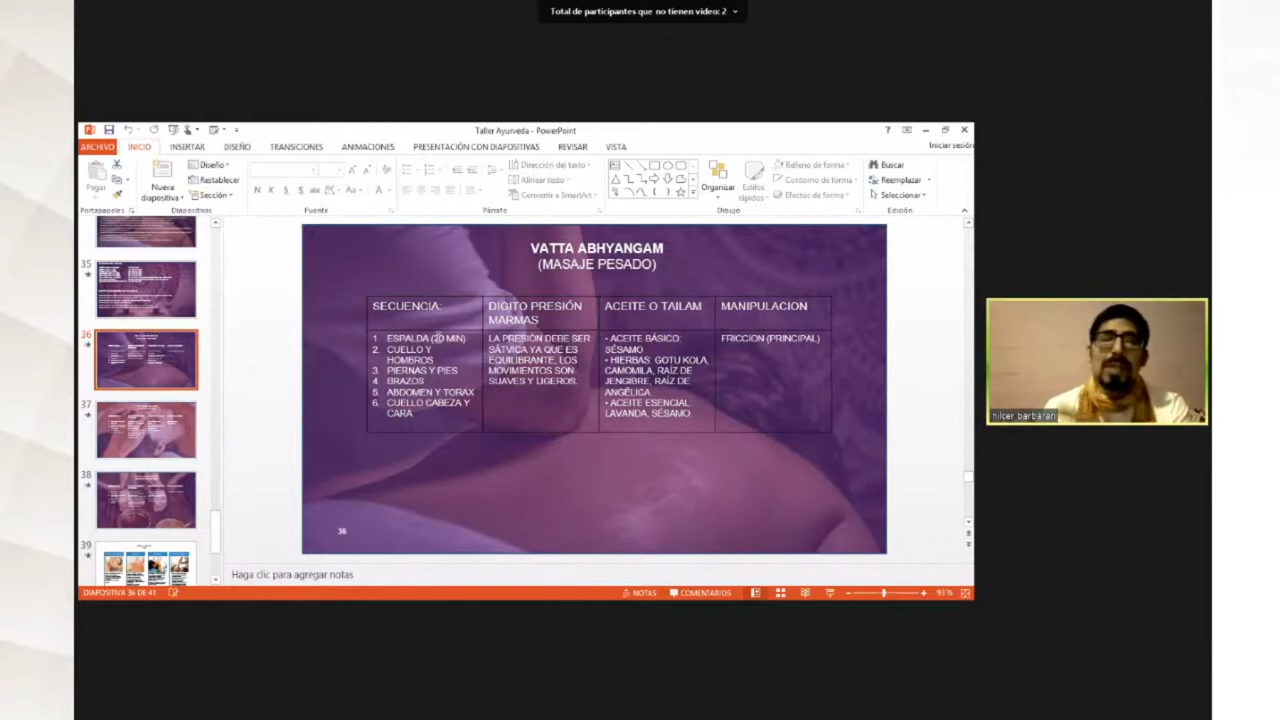 Total de participantes que no tienen video: 2
Taller Ayurveda - PowerPoint
Iniciar sesión
ARCHIVO
INICIO
INSERTAR
DISEÑO
TRANSICIONES
ANIMACIONES
PRESENTACIÓN CON DIAPOSITIVAS
REVISAR
VISTA
Pegar
Portapapeles
Nueva
diapositiva
Diseño
Restablecer
Sección
Diapositivas
N K S S abc
Aa
A
Fuente
Dirección del texto
Alinear texto
Convertir a SmartArt
Párrafo
Organizar
Estilos
rápidos
Relleno de forma
Contorno de forma
Efectos de forma
Dibujo
Buscar
Reemplazar
Seleccionar
Edición
35
36
37
38
39
VATTA ABHYANGAM
(MASAJE PESADO)
SECUENCIA:
1. ESPALDA (20 MIN)
2. CUELLO Y
HOMBROS
3. PIERNAS Y PIES
4. BRAZOS
5. ABDOMEN Y TORAX
6. CUELLO CABEZA Y
CARA
DIGITO PRESIÓN
MARMAS
LA PRESIÓN DEBE SER
SÁTVICA YA QUE ES
EQUILIBRANTE, LOS
MOVIMIENTOS SON
SUAVES Y LIGEROS.
ACEITE O TAILAM
• ACEITE BÁSICO:
SÉSAMO
• HIERBAS: GOTU KOLA,
CAMOMILA, RAÍZ DE
JENGIBRE, RAÍZ DE
ANGÉLICA.
• ACEITE ESENCIAL:
LAVANDA, SÉSAMO.
MANIPULACION
FRICCION (PRINCIPAL)
36
Haga clic para agregar notas
DIAPOSITIVA 36 DE 41
NOTAS
COMENTARIOS
93 %
hilcer barbaran